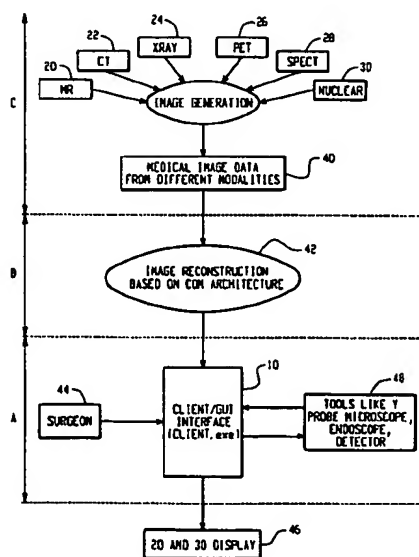 24
26
XRAY
PET
22
28
CT
SPECT
20
30
MR
IMAGE GENERATION
NUCLEAR
C
40
MEDICAL IMAGE DATA
FROM DIFFERENT MODALITIES
42
B
IMAGE RECONSTRUCTION
BASED ON COM ARCHITECTURE
10
44
48
A
SURGEON
CLIENT/GUI
INTERFACE
(CLIENT.exe)
TOOLS LIKE Y
PROBE MICROSCOPE,
ENDOSCOPE,
DETECTOR
46
2D AND 3D DISPLAY